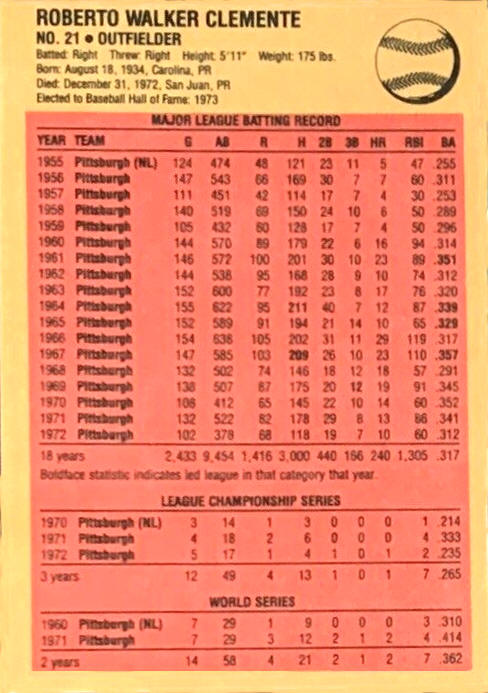 ROBERTO WALKER CLEMENTE
NO. 21 ● OUTFIELDER
Batted: Right Threw: Right Height: 5'11" Weight: 175 lbs.
Born: August 18, 1934, Carolina, PR
Died: December 31, 1972, San Juan, PR
Elected to Baseball Hall of Fame: 1973
MAJOR LEAGUE BATTING RECORD
YEAR TEAM G AB R H 2B 3B HR RBI BA
1955 Pittsburgh (NL) 124 474 48 121 23 11 5 47 .255
1956 Pittsburgh 147 543 66 169 30 7 7 60 .311
1957 Pittsburgh 111 451 42 114 17 7 4 30 .253
1958 Pittsburgh 140 519 69 150 24 10 6 50 .289
1959 Pittsburgh 105 432 60 128 17 7 4 50 .296
1960 Pittsburgh 144 570 89 179 22 6 16 94 .314
1961 Pittsburgh 146 572 100 201 30 10 23 89 .351
1962 Pittsburgh 144 538 95 168 28 9 10 74 .312
1963 Pittsburgh 152 600 77 192 23 8 17 76 .320
1964 Pittsburgh 155 622 95 211 40 7 12 87 .339
1965 Pittsburgh 152 589 91 194 21 14 10 65 .329
1966 Pittsburgh 154 638 105 202 31 11 29 119 .317
1967 Pittsburgh 147 585 103 209 26 10 23 110 .357
1968 Pittsburgh 132 502 74 146 18 12 18 57 .291
1969 Pittsburgh 138 507 87 175 20 12 19 91 .345
1970 Pittsburgh 108 412 65 145 22 10 14 60 .352
1971 Pittsburgh 132 522 82 178 29 8 13 86 .341
1972 Pittsburgh 102 378 68 118 19 7 10 60 .312
18 years 2,433 9,454 1,416 3,000 440 166 240 1,305 .317
Boldface statistic indicates led league in that category that year.
LEAGUE CHAMPIONSHIP SERIES
1970 Pittsburgh (NL) 3 14 1 3 0 0 0 1 .214
1971 Pittsburgh 4 18 2 6 0 0 0 4 .333
1972 Pittsburgh 5 17 1 4 1 0 1 2 .235
3 years 12 49 4 13 1 0 1 7 .265
WORLD SERIES
1960 Pittsburgh (NL) 7 29 1 9 0 0 0 3 .310
1971 Pittsburgh 7 29 3 12 2 1 2 4 .414
2 years 14 58 4 21 2 1 2 7 .362